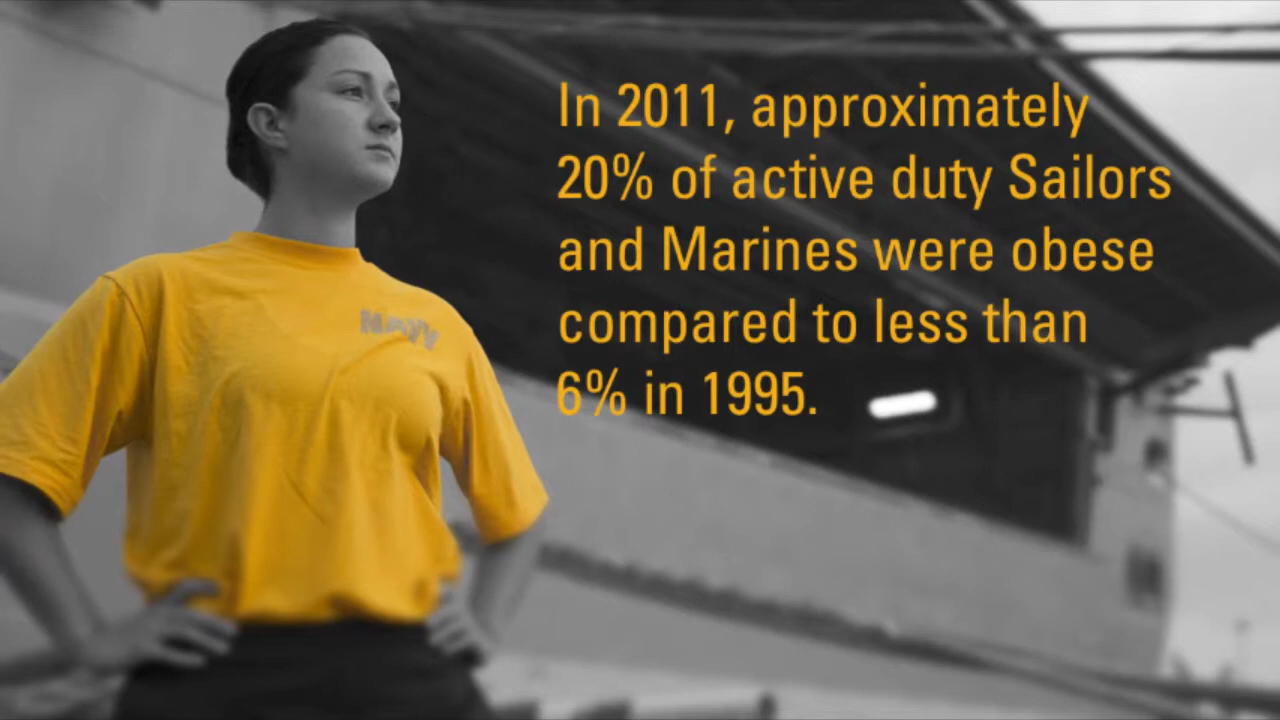 In 2011, approximately
20% of active duty Sailors
and Marines were obese
compared to less than
6% in 1995.
NAVY